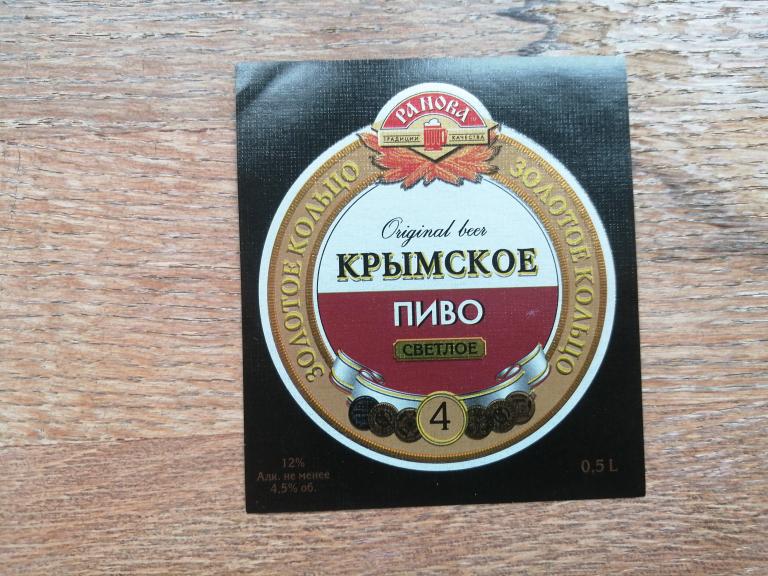 РАНОВА
ТРАДИЦИИ КАЧЕСТВА
ЗОЛОТОЕ КОЛЬЦО
ЗОЛОТОЕ КОЛЬЦО
Original beer
КРЫМСКОЕ
ПИВО
СВЕТЛОЕ
4
12%
Алк. не менее
4,5% об.
0,5 L